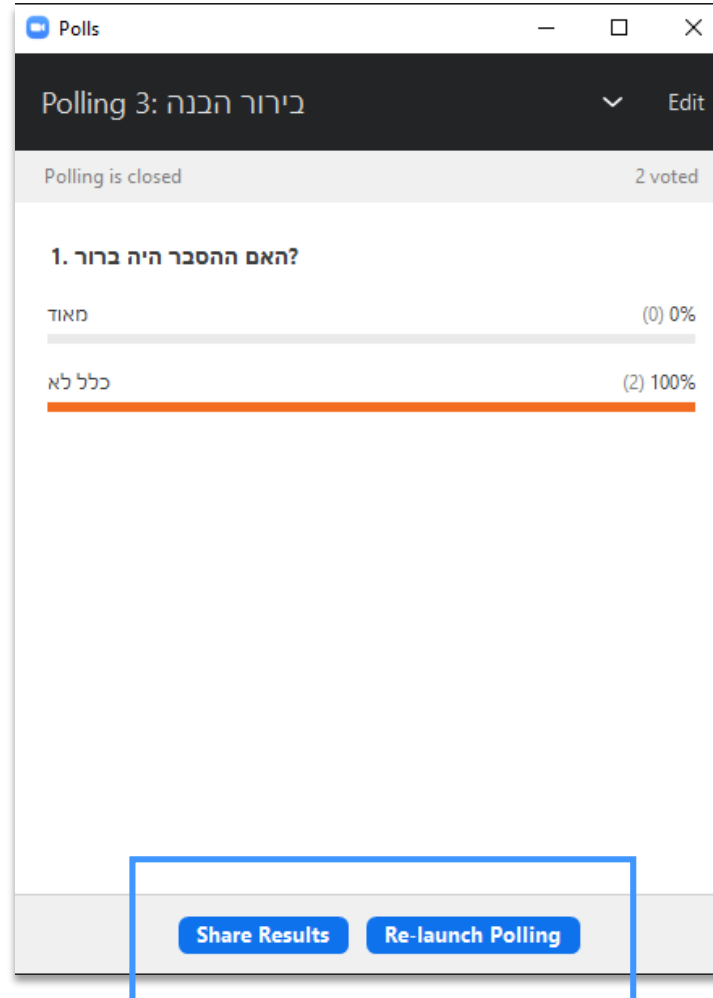 Polls
Polling 3: בירור הבנה
Edit
Polling is closed
2 voted
1. האם ההסבר היה ברור?
מאוד
(0) 0%
כלל לא
(2) 100%
Share Results
Re-launch Polling